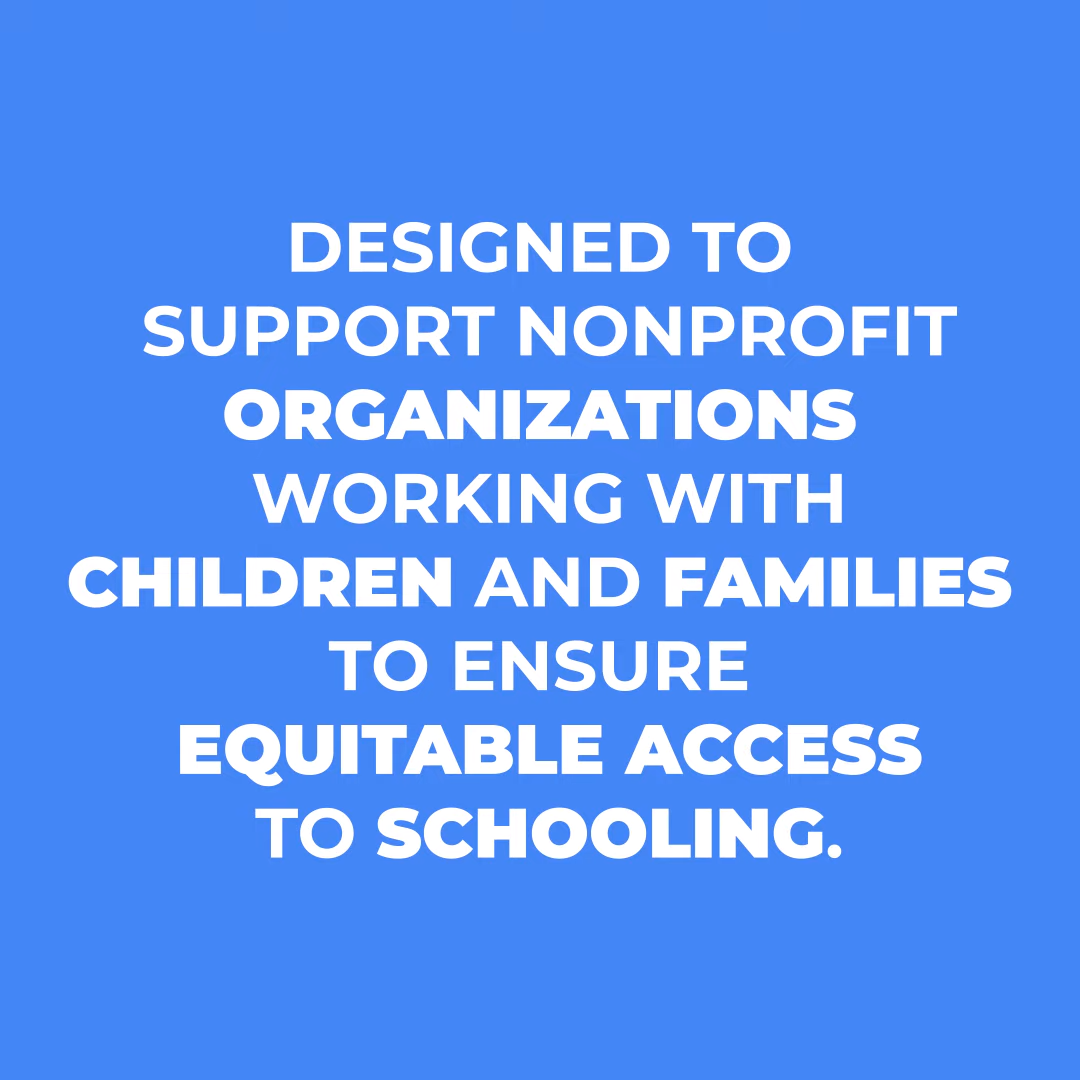 DESIGNED TO
SUPPORT NONPROFIT
ORGANIZATIONS
WORKING WITH
CHILDREN AND FAMILIES
TO ENSURE
EQUITABLE ACCESS
TO SCHOOLING.